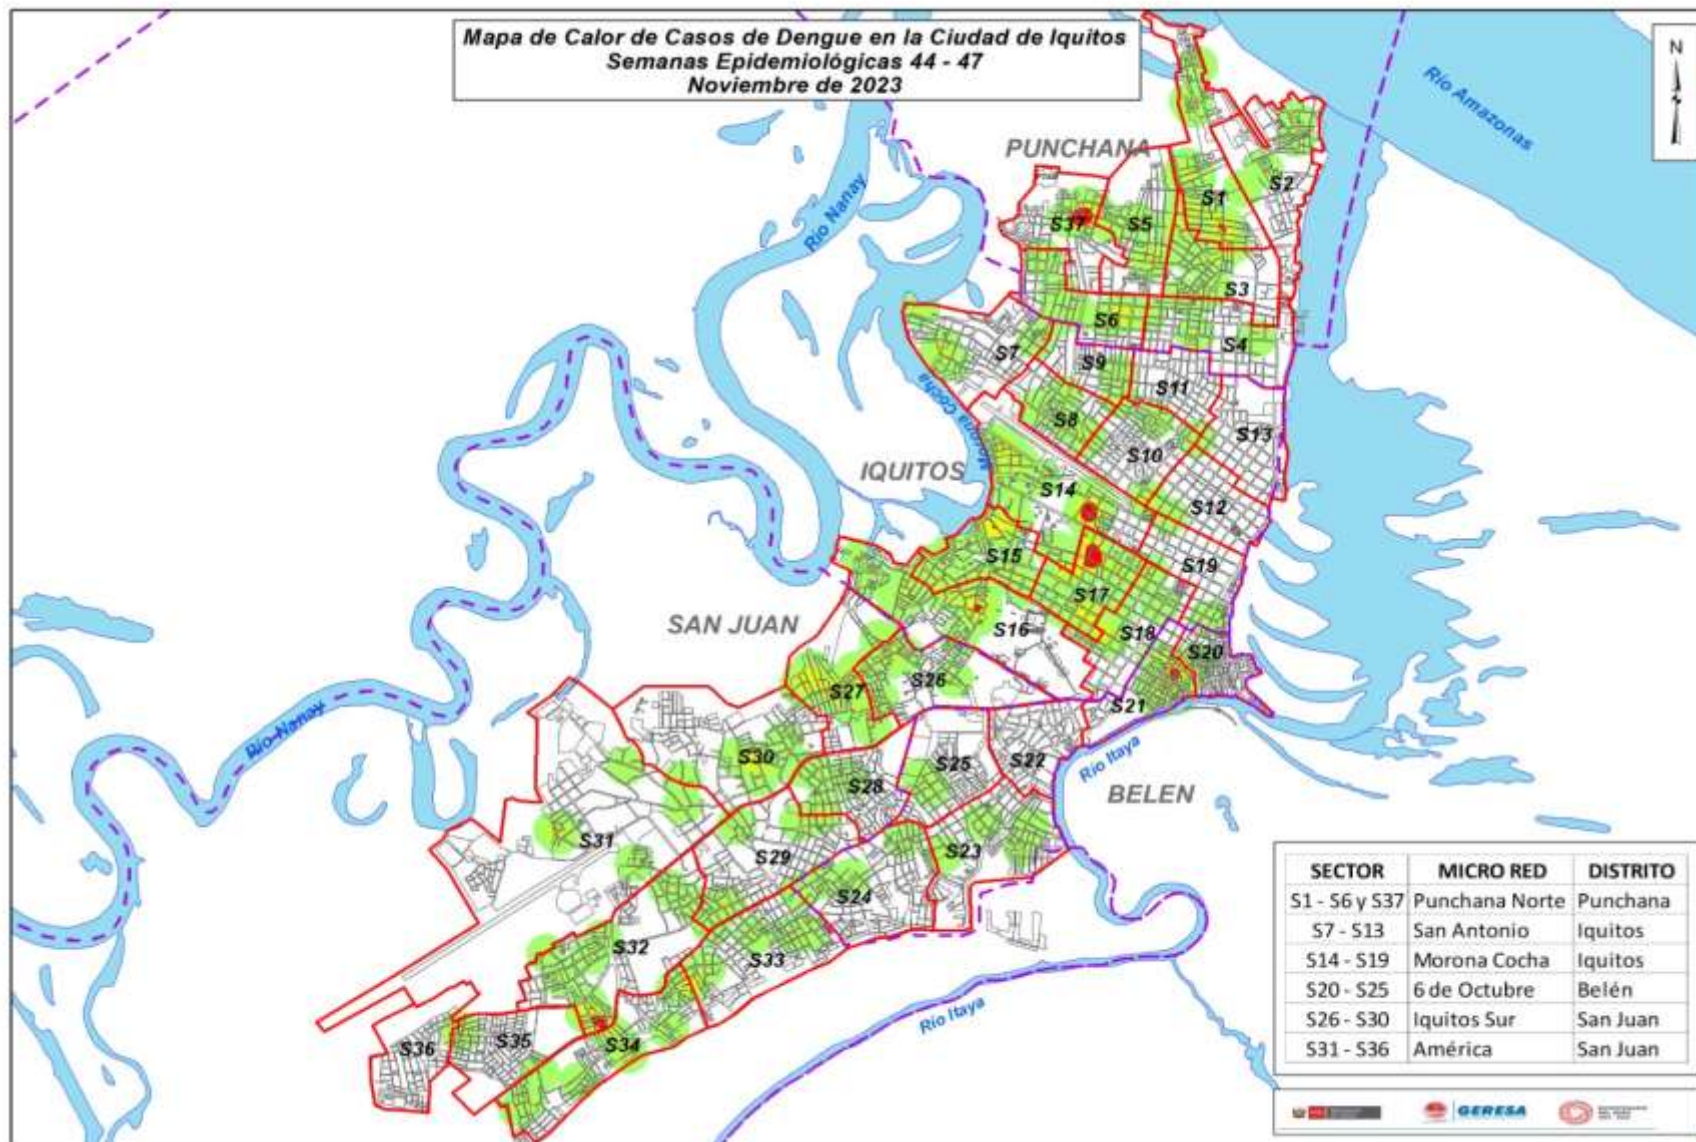 Mapa de Calor de Casos de Dengue en la Ciudad de Iquitos
Semanas Epidemiológicas 44 - 47
Noviembre de 2023
N
Río Amazonas
PUNCHANA
Río Nanay
S1
S2
S37
S5
S3
S6
S4
S7
S9
S11
Morona Cocha
S8
S13
S10
IQUITOS
S14
S12
S15
S19
S17
SAN JUAN
S16
S18
S20
S26
S27
S21
Río Nanay
S30
S25
S22
Río Itaya
S28
BELEN
S31
S29
S23
S24
S32
S33
Río Itaya
S34
S35
S36
SECTOR MICRO RED DISTRITO
S1 - S6 y S37 Punchana Norte Punchana
S7 - S13 San Antonio Iquitos
S14 - S19 Morona Cocha Iquitos
S20 - S25 6 de Octubre Belén
S26 - S30 Iquitos Sur San Juan
S31 - S36 América San Juan
GERESA